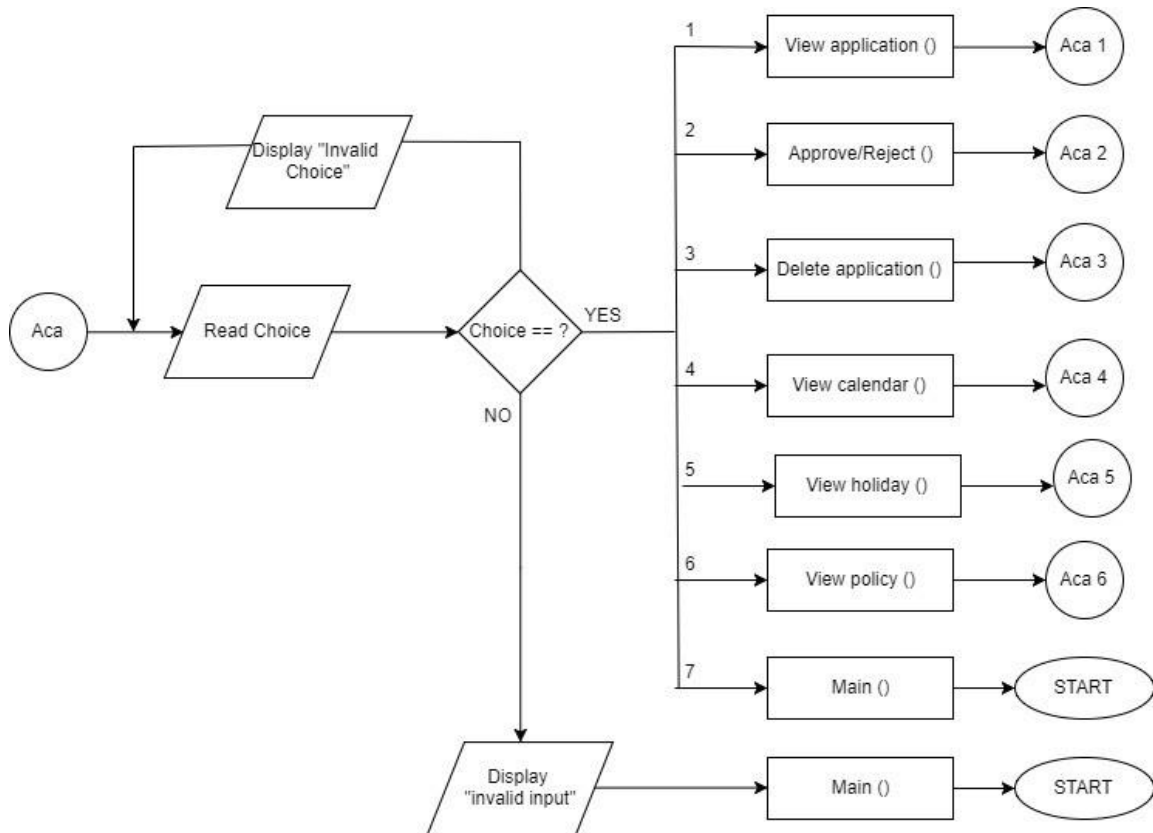 1
View application ()
Aca 1
Display "Invalid
Choice"
2
Approve/Reject ()
Aca 2
3
Delete application ()
Aca 3
Aca
Read Choice
Choice == ?
YES
NO
4
View calendar ()
Aca 4
5
View holiday ()
Aca 5
6
View policy ()
Aca 6
7
Main ()
START
Display
"invalid input"
Main ()
START